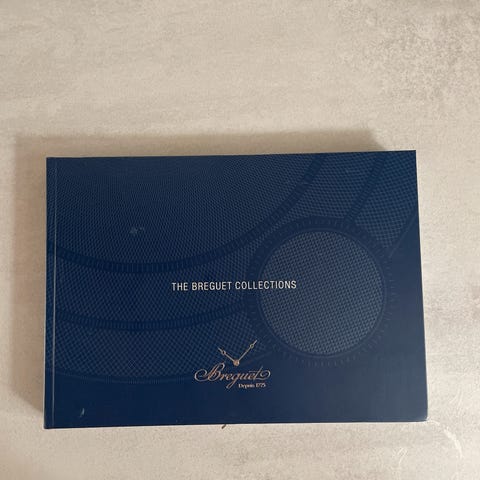 THE BREGUET COLLECTIONS
Breguet
Depuis 1775